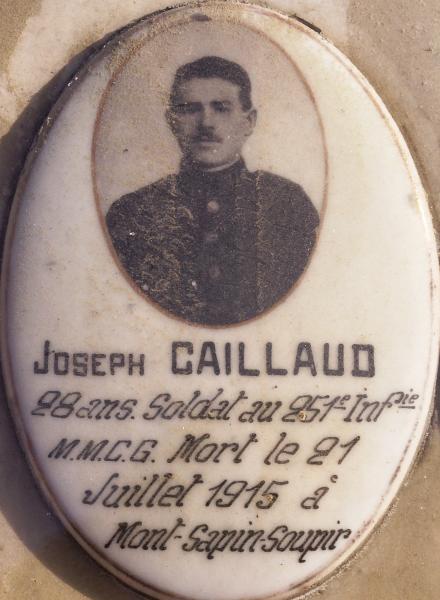 JOSEPH CAILLAUD
28 ans. Soldat au 251e Infie
M.M.C.G. Mort le 21
Juillet 1915 à
Mont-Sapin-Soupir